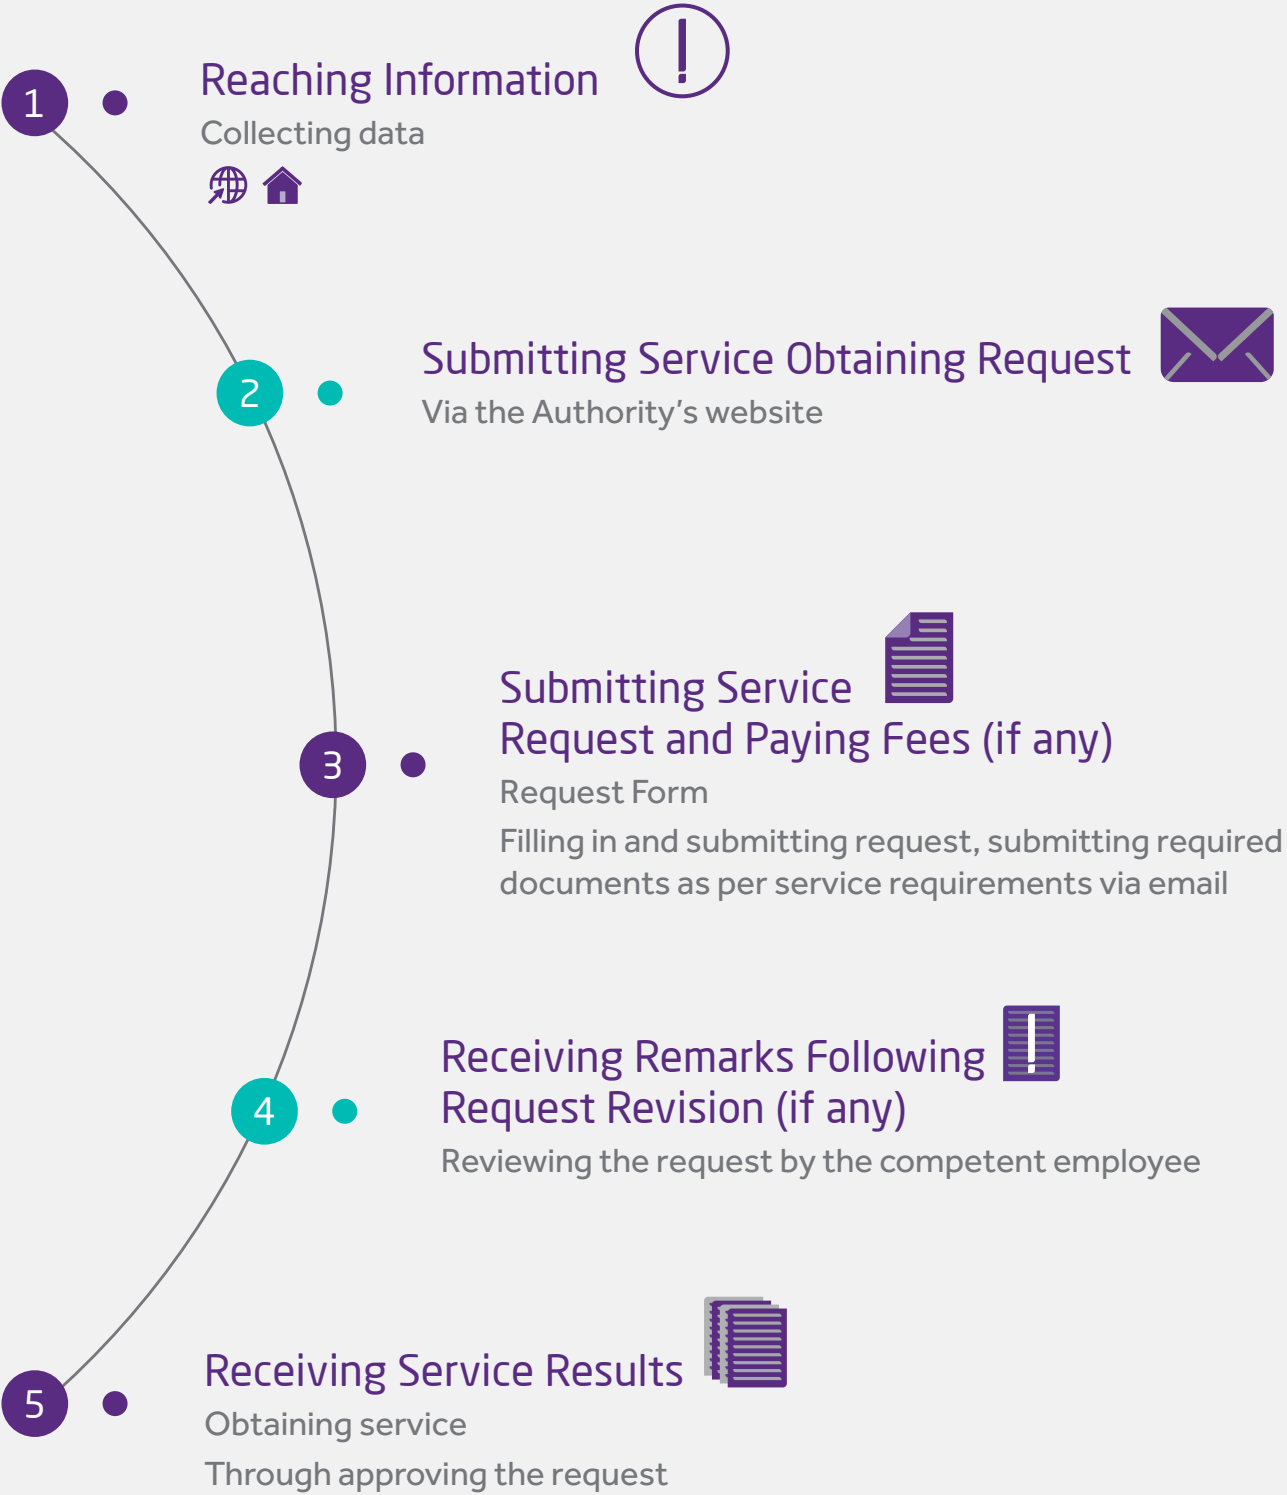 1
Reaching Information
Collecting data
2
Submitting Service Obtaining Request
Via the Authority's website
3
Submitting Service
Request and Paying Fees (if any)
Request Form
Filling in and submitting request, submitting required
documents as per service requirements via email
4
Receiving Remarks Following
Request Revision (if any)
Reviewing the request by the competent employee
5
Receiving Service Results
Obtaining service
Through approving the request